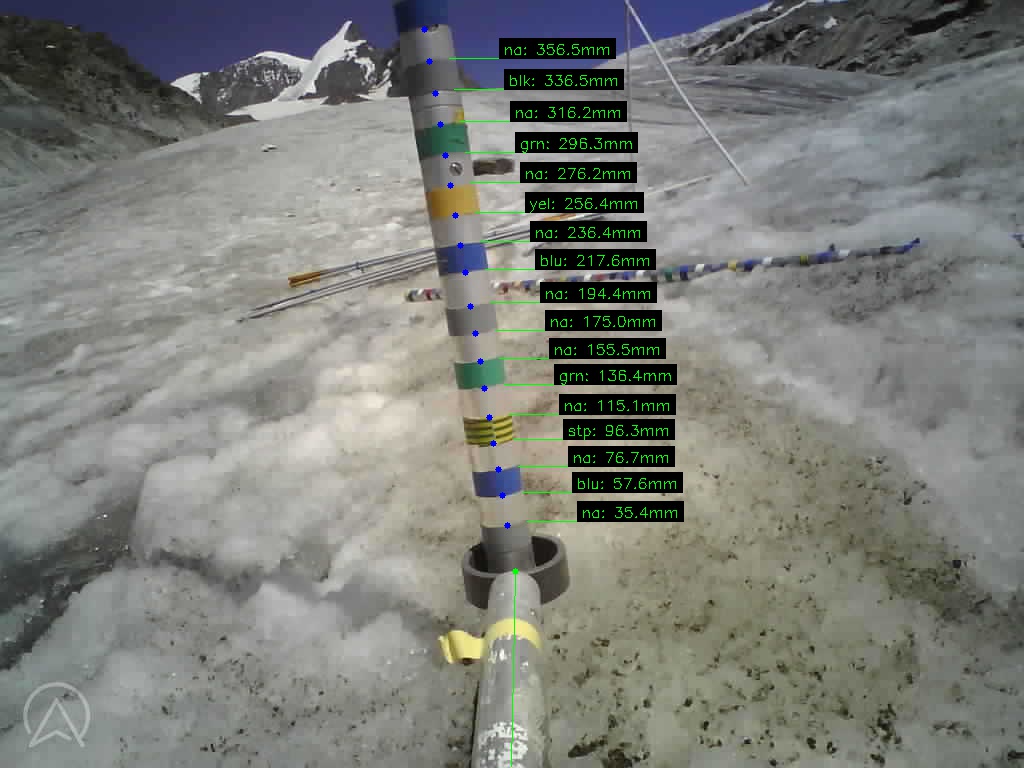 na: 356.5mm
blk: 336.5mm
na: 316.2mm
grn: 296.3mm
na: 276.2mm
yel: 256.4mm
na: 236.4mm
blu: 217.6mm
na: 194.4mm
na: 175.0mm
na: 155.5mm
grn: 136.4mm
na: 115.1mm
stp: 96.3mm
na: 76.7mm
blu: 57.6mm
na: 35.4mm